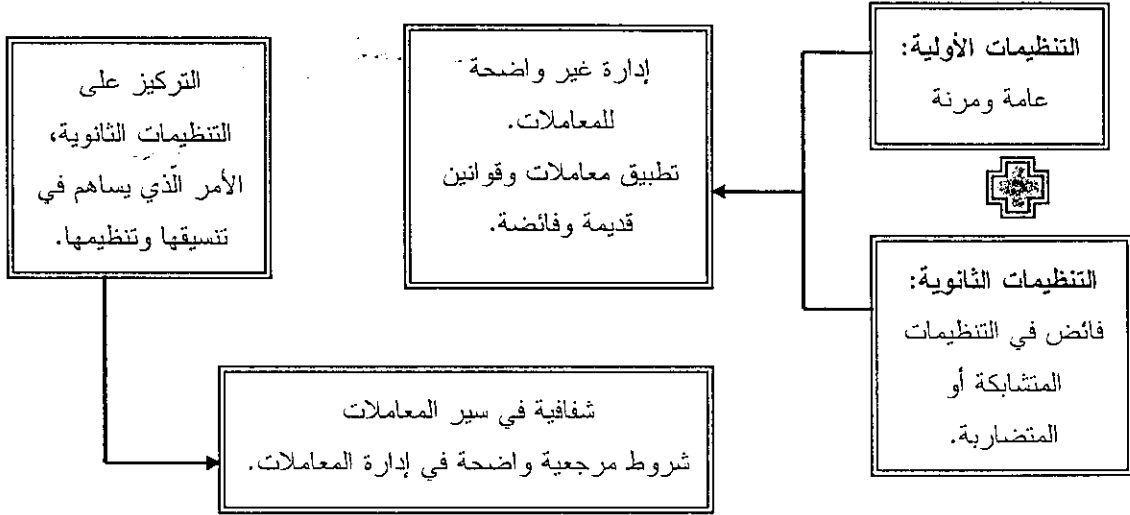 التنظيمات الأولية:
عامة ومرنة
التنظيمات الثانوية:
فائض في التنظيمات
المتشابكة أو
المتضاربة.
إدارة غير واضحة
للمعاملات.
تطبيق معاملات وقوانين
قديمة وفائضة.
التركيز على
التنظيمات الثانوية،
الأمر الّذي يساهم في
تنسيقها وتنظيمها.
شفافية في سير المعاملات
شروط مرجعية واضحة في إدارة المعاملات.